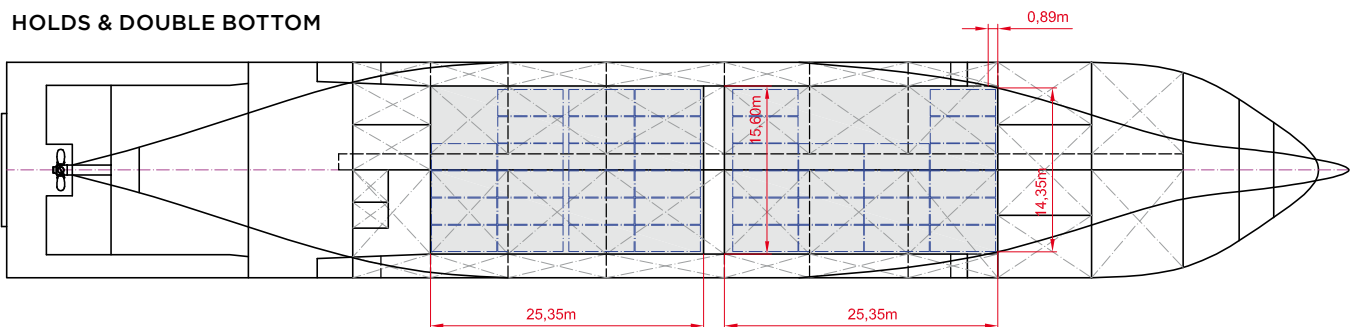 HOLDS & DOUBLE BOTTOM
0,89m
15,60m
14,35m
25,35m
25,35m